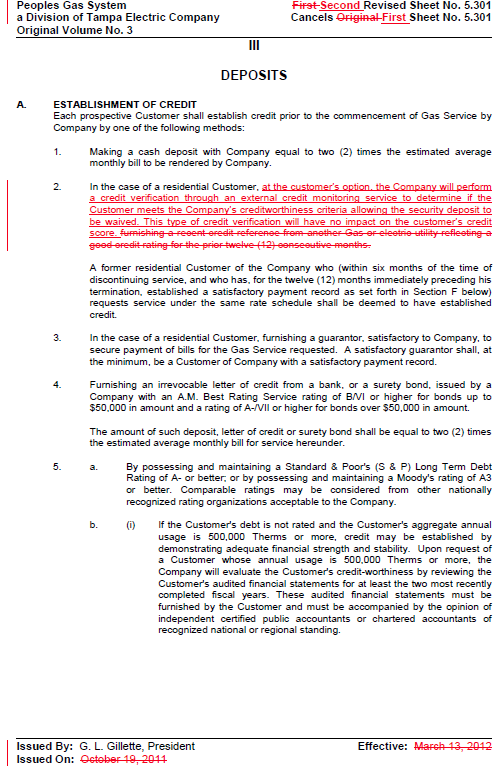 Peoples Gas System First Second Revised Sheet No. 5.301
a Division of Tampa Electric Company Cancels Original First Sheet No. 5.301
Original Volume No. 3
III
DEPOSITS
A. ESTABLISHMENT OF CREDIT
Each prospective Customer shall establish credit prior to the commencement of Gas Service by
Company by one of the following methods:
1. Making a cash deposit with Company equal to two (2) times the estimated average
monthly bill to be rendered by Company.
2. In the case of a residential Customer, at the customer's option, the Company will perform
a credit verification through an external credit monitoring service to determine if the
Customer meets the Company's creditworthiness criteria allowing the security deposit to
be waived. This type of credit verification will have no impact on the customer's credit
score. furnishing a recent credit reference from another Gas or electric utility reflecting a
good credit rating for the prior twelve (12) consecutive months.
A former residential Customer of the Company who (within six months of the time of
discontinuing service, and who has, for the twelve (12) months immediately preceding his
termination, established a satisfactory payment record as set forth in Section F below)
requests service under the same rate schedule shall be deemed to have established
credit.
3. In the case of a residential Customer, furnishing a guarantor, satisfactory to Company, to
secure payment of bills for the Gas Service requested. A satisfactory guarantor shall, at
the minimum, be a Customer of Company with a satisfactory payment record.
4. Furnishing an irrevocable letter of credit from a bank, or a surety bond, issued by a
Company with an A.M. Best Rating Service rating of B/VI or higher for bonds up to
$50,000 in amount and a rating of A-/VII or higher for bonds over $50,000 in amount.
The amount of such deposit, letter of credit or surety bond shall be equal to two (2) times
the estimated average monthly bill for service hereunder.
5. a. By possessing and maintaining a Standard & Poor's (S & P) Long Term Debt
Rating of A- or better; or by possessing and maintaining a Moody's rating of A3
or better. Comparable ratings may be considered from other nationally
recognized rating organizations acceptable to the Company.
b. (i) If the Customer's debt is not rated and the Customer's aggregate annual
usage is 500,000 Therms or more, credit may be established by
demonstrating adequate financial strength and stability. Upon request of
a Customer whose annual usage is 500,000 Therms or more, the
Company will evaluate the Customer's credit-worthiness by reviewing the
Customer's audited financial statements for at least the two most recently
completed fiscal years. These audited financial statements must be
furnished by the Customer and must be accompanied by the opinion of
independent certified public accountants or chartered accountants of
recognized national or regional standing.
Issued By: G. L. Gillette, President Effective: March 13, 2012
Issued On: October 19, 2011